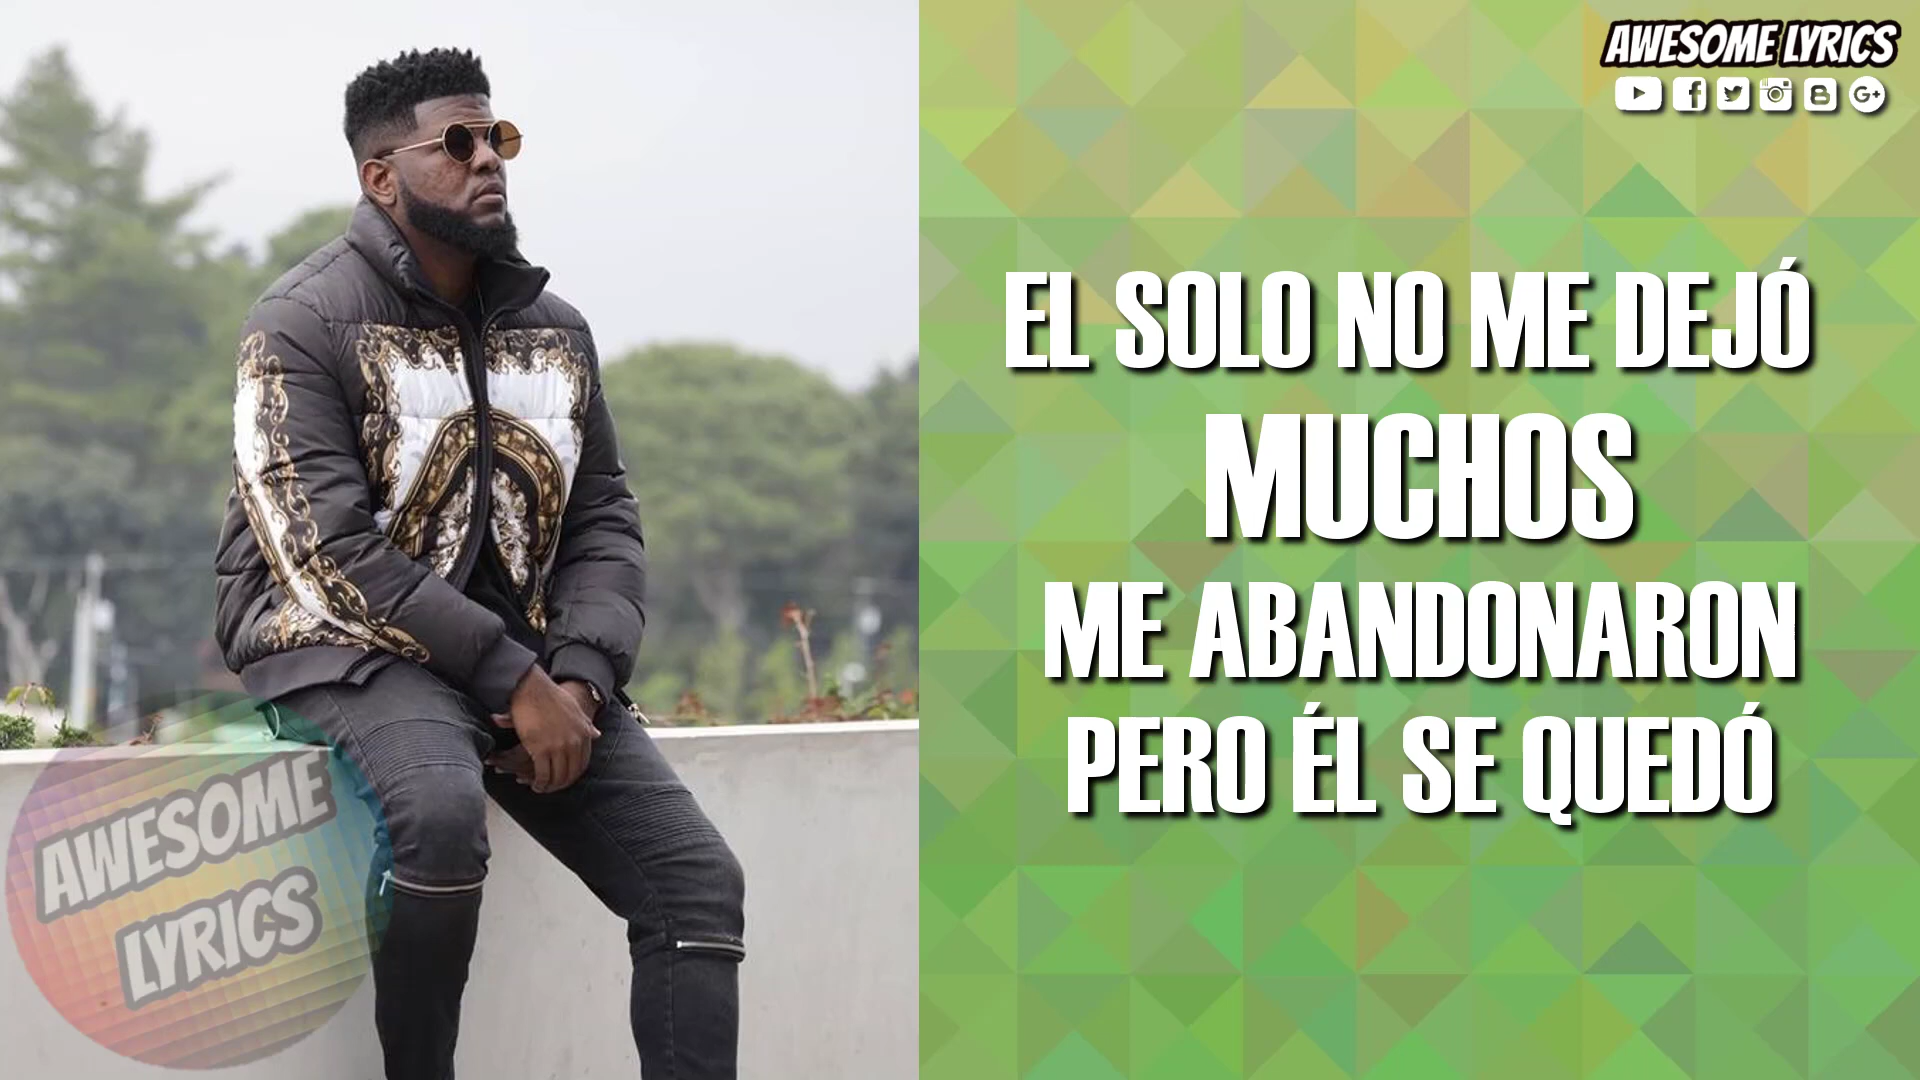 AWESOME LYRICS
EL SOLO NO ME DEJÓ
MUCHOS
ME ABANDONARON
PERO ÉL SE QUEDÓ
AWESOME
LYRICS